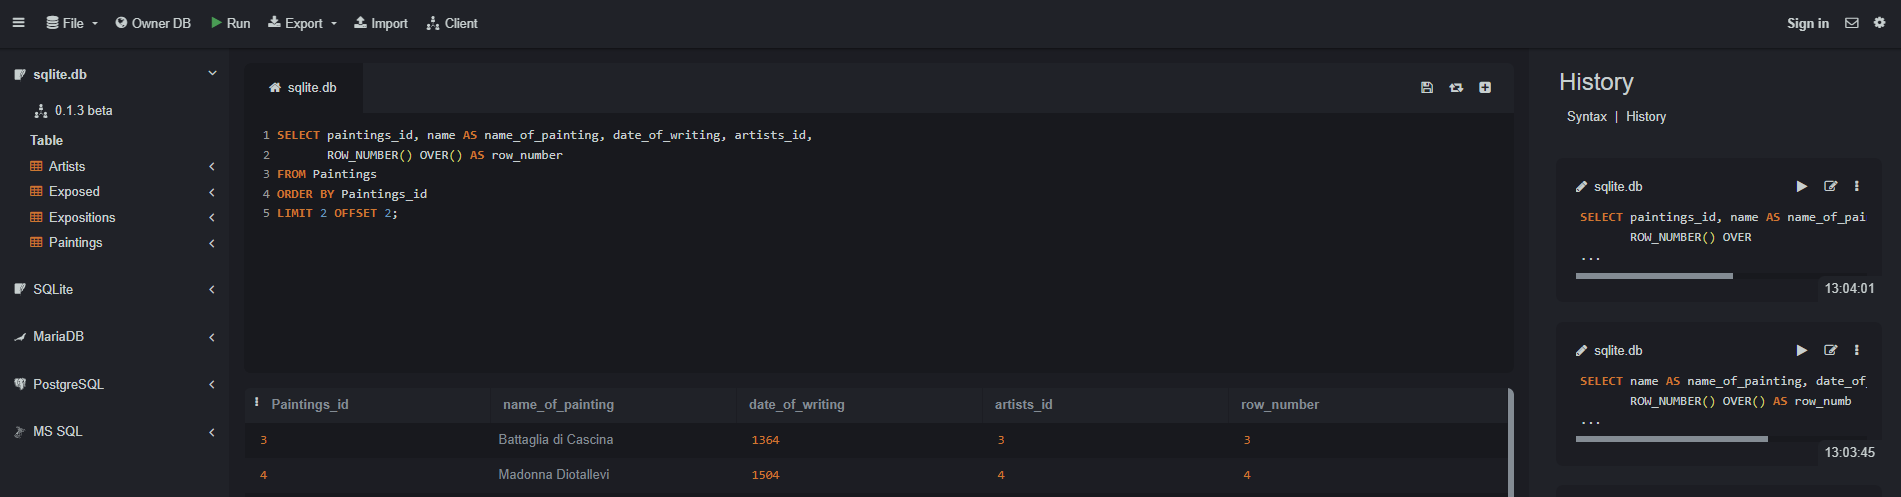 File Owner DB Run Export Import Client Sign in
sqlite.db
0.1.3 beta
Table
Artists
Exposed
Expositions
Paintings
SQLite
MariaDB
PostgreSQL
MS SQL
sqlite.db
1 SELECT paintings_id, name AS name_of_painting, date_of_writing, artists_id,
2 ROW_NUMBER() OVER() AS row_number
3 FROM Paintings
4 ORDER BY Paintings_id
5 LIMIT 2 OFFSET 2;
Paintings_id name_of_painting date_of_writing artists_id row_number
3 Battaglia di Cascina 1364 3 3
4 Madonna Diotallevi 1504 4 4
History
Syntax | History
sqlite.db
SELECT paintings_id, name AS name_of_pai
ROW_NUMBER() OVER
...
13:04:01
sqlite.db
SELECT name AS name_of_painting, date_of_
ROW_NUMBER() OVER() AS row_numb
...
13:03:45